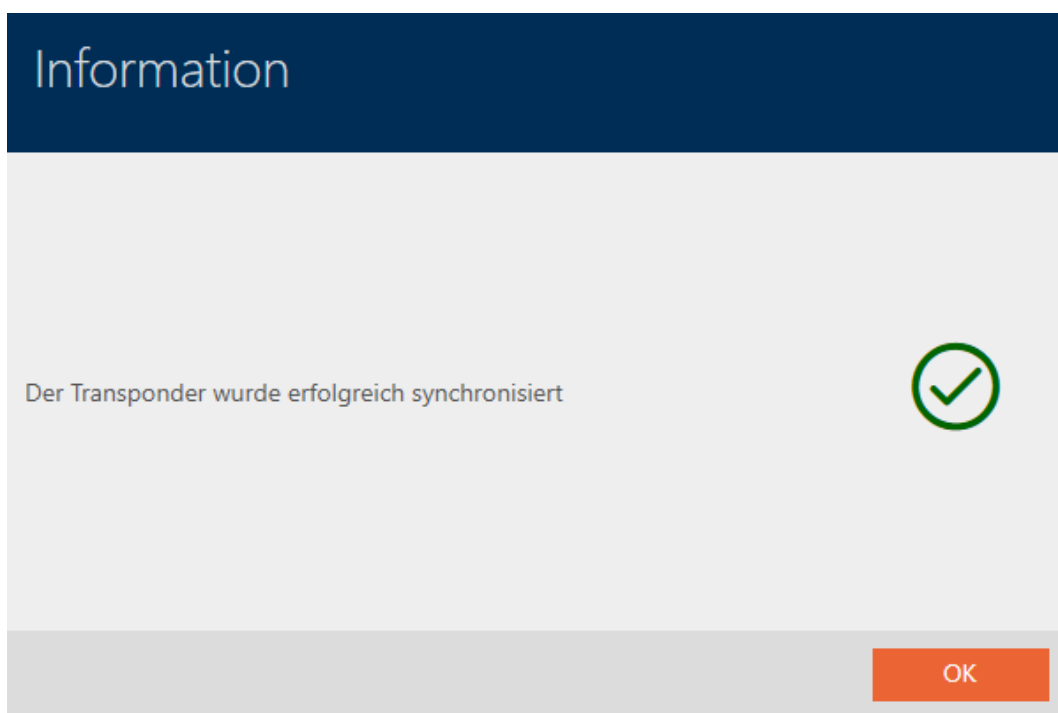 Information
Der Transponder wurde erfolgreich synchronisiert
OK